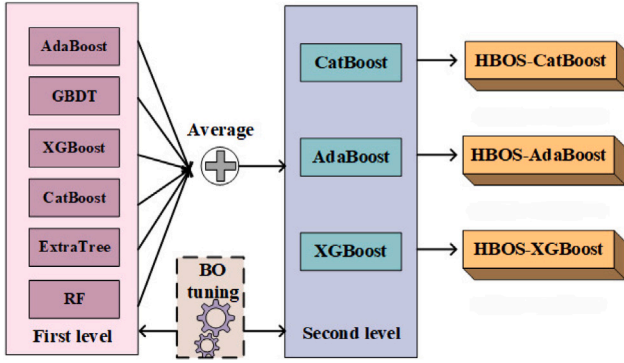 AdaBoost
GBDT
XGBoost
CatBoost
ExtraTree
RF
First level
Average
BO
tuning
CatBoost
AdaBoost
XGBoost
Second level
HBOS-CatBoost
HBOS-AdaBoost
HBOS-XGBoost